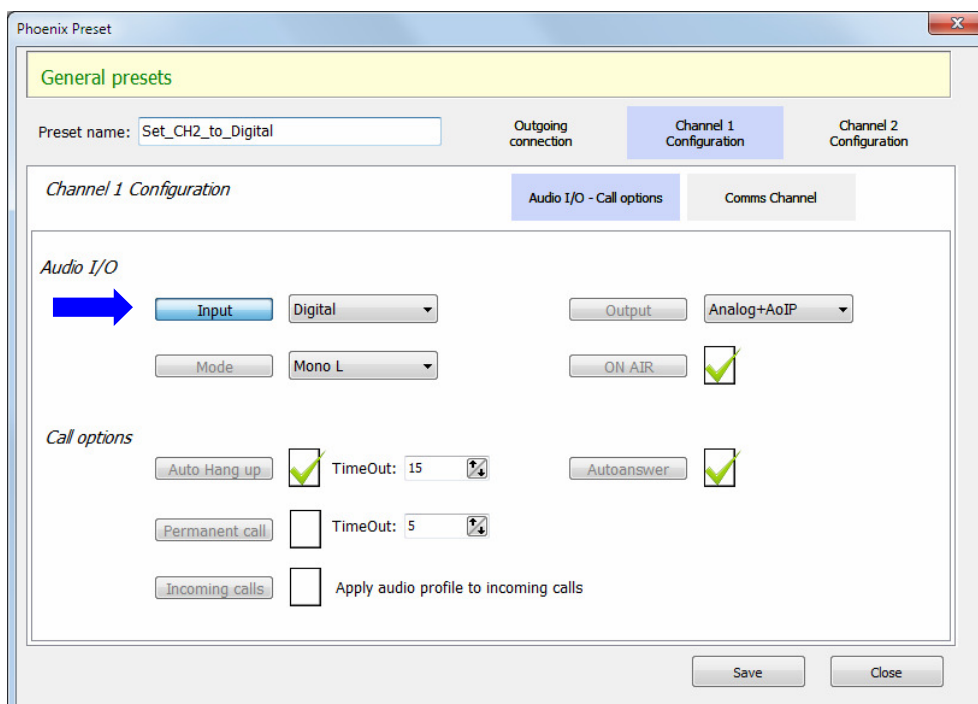 Phoenix Preset
General presets
Preset name: Set_CH2_to_Digital
Outgoing
connection
Channel 1
Configuration
Channel 2
Configuration
Channel 1 Configuration
Audio I/O - Call options
Comms Channel
Audio I/O
Input Digital Output Analog+AoIP
Mode Mono L ON AIR
Call options
Auto Hang up TimeOut: 15 Autoanswer
Permanent call TimeOut: 5
Incoming calls Apply audio profile to incoming calls
Save Close